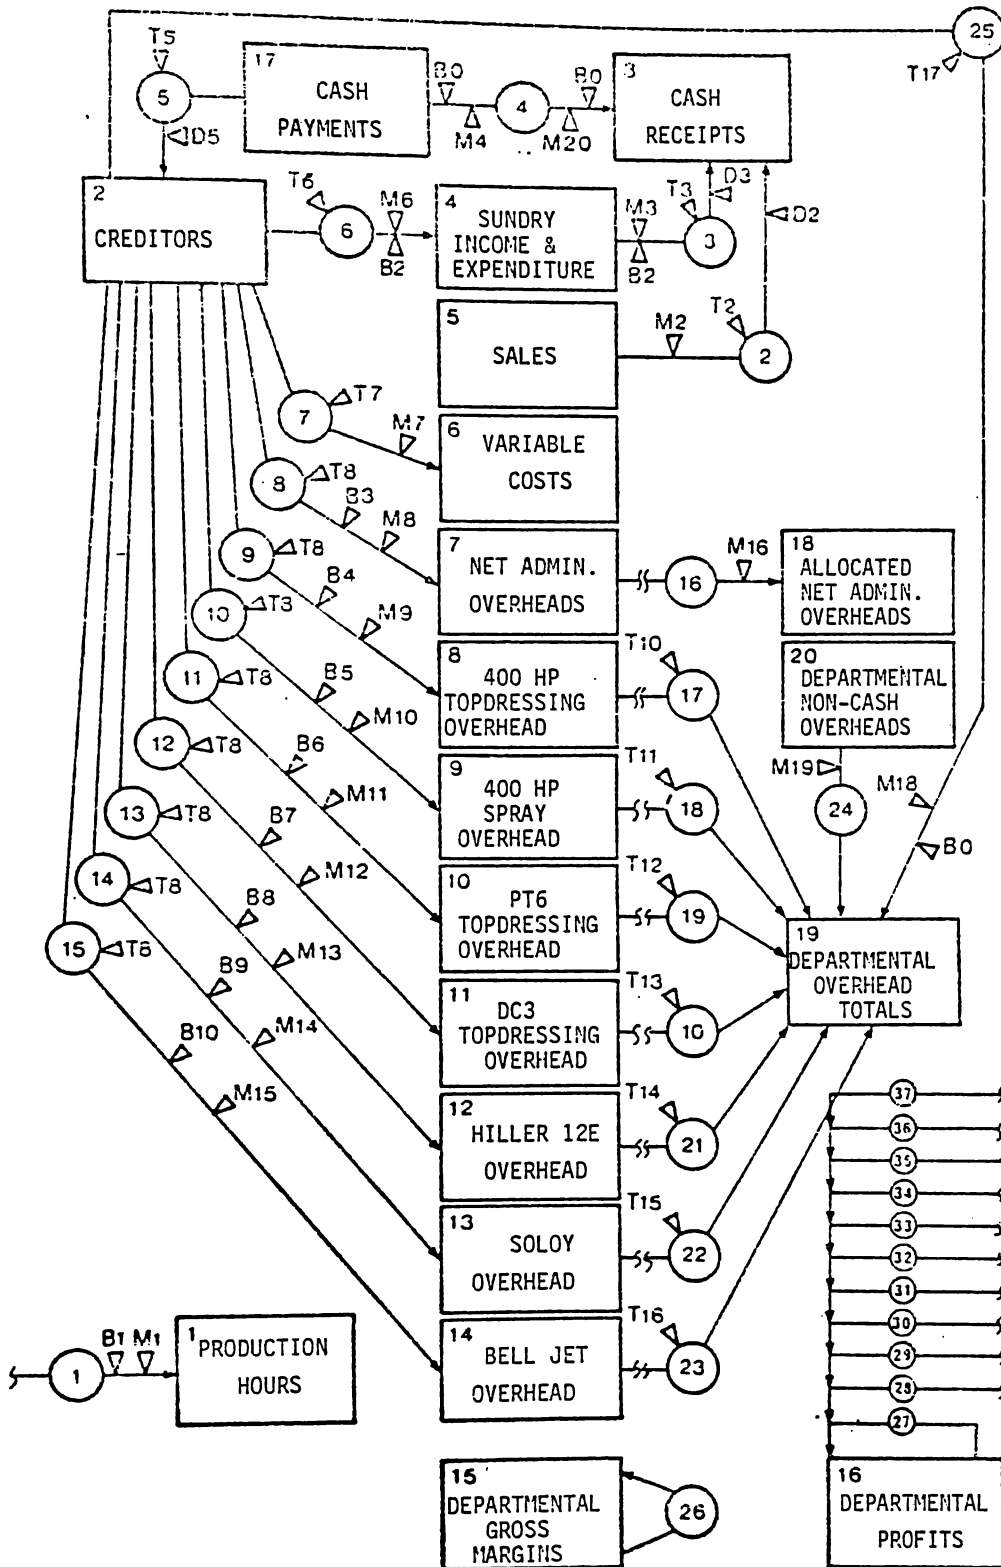 25
T17
T5
5
D5
17
CASH
PAYMENTS
B0
M4
4
B0
M20
3
CASH
RECEIPTS
2
CREDITORS
T6
6
M6
B2
4
SUNDRY
INCOME &
EXPENDITURE
M3
B2
T3
3
D3
D2
5
SALES
M2
T2
2
7
T7
M7
6
VARIABLE
COSTS
8
T8
B3
M8
7
NET ADMIN.
OVERHEADS
16
M16
18
ALLOCATED
NET ADMIN.
OVERHEADS
9
T8
B4
M9
8
400 HP
TOPDRESSING
OVERHEAD
T10
17
20
DEPARTMENTAL
NON-CASH
OVERHEADS
M19
24
M18
B0
10
T3
B5
M10
9
400 HP
SPRAY
OVERHEAD
T11
18
11
T8
B6
M11
10
PT6
TOPDRESSING
OVERHEAD
T12
19
19
DEPARTMENTAL
OVERHEAD
TOTALS
12
T8
B7
M12
11
DC3
TOPDRESSING
OVERHEAD
T13
10
13
T8
B8
M13
12
HILLER 12E
OVERHEAD
T14
21
14
T8
B9
M14
13
SOLOY
OVERHEAD
T15
22
15
T8
B10
M15
14
BELL JET
OVERHEAD
T16
23
1
B1 M1
1
PRODUCTION
HOURS
37
36
35
34
33
32
31
30
29
28
27
15
DEPARTMENTAL
GROSS
MARGINS
26
16
DEPARTMENTAL
PROFITS